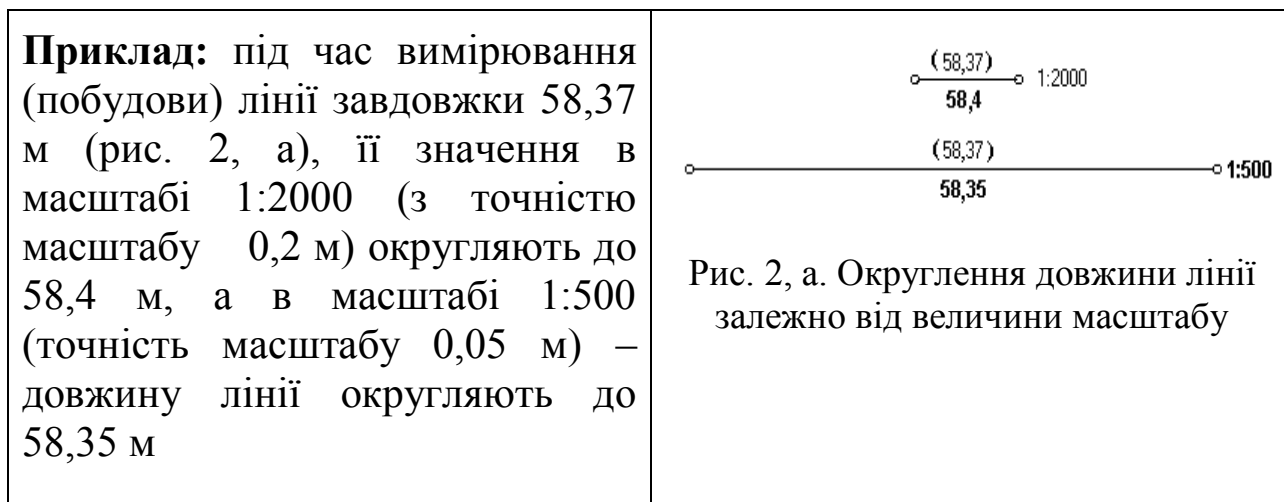 Приклад: під час вимірювання
(побудови) лінії завдовжки 58,37
м (рис. 2, а), її значення в
масштабі 1:2000 (з точністю
масштабу 0,2 м) округляють до
58,4 м, а в масштабі 1:500
(точність масштабу 0,05 м) –
довжину лінії округляють до
58,35 м
(58,37)
1:2000
58,4
(58,37)
1:500
58,35
Рис. 2, а. Округлення довжини лінії
залежно від величини масштабу